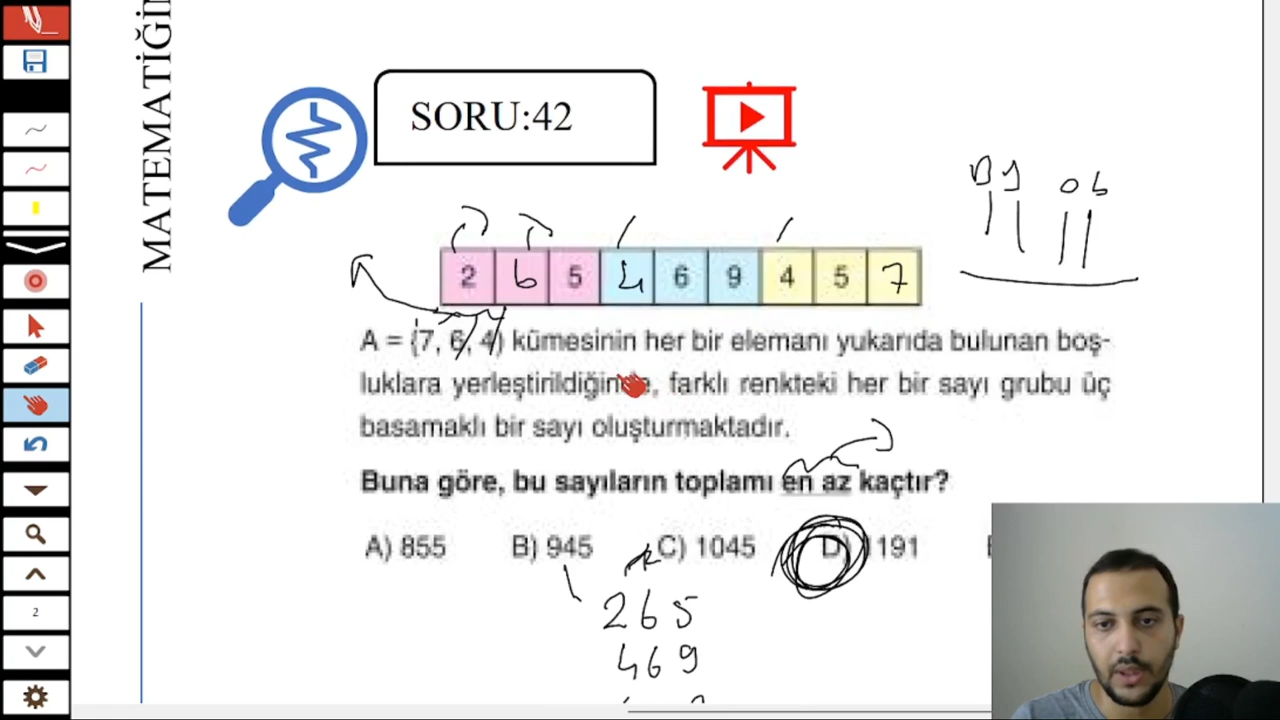 MATEMATİĞİN
SORU:42
2 6 5 4 6 9 4 5 7
A = {7, 6, 4} kümesinin her bir elemanı yukarıda bulunan boş-
luklara yerleştirildiğinde, farklı renkteki her bir sayı grubu üç
basamaklı bir sayı oluşturmaktadır.
Buna göre, bu sayıların toplamı en az kaçtır?
A) 855 B) 945 C) 1045 D) 1191
265
469
2